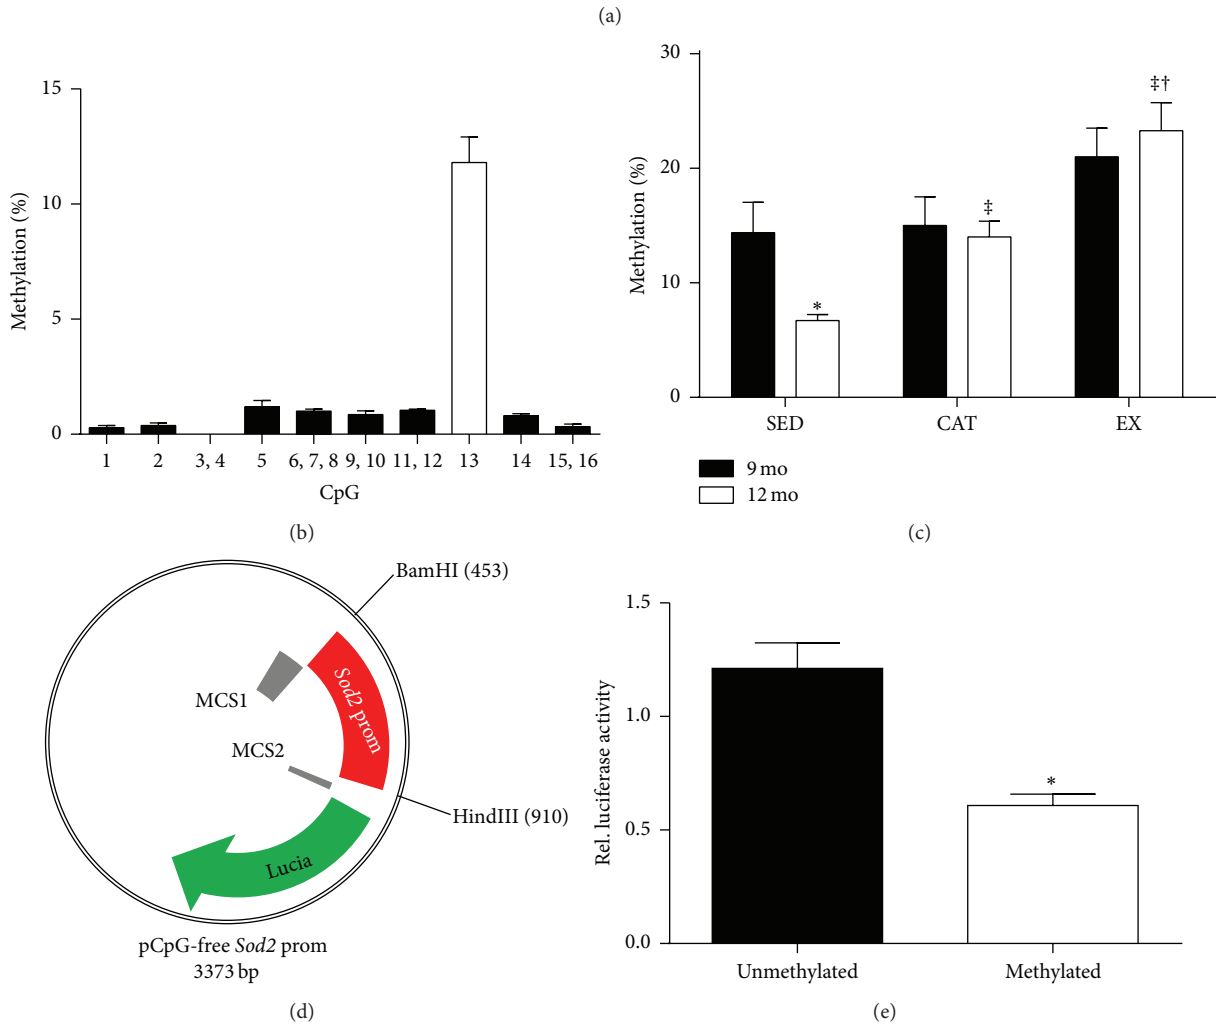 (a)
Methylation (%)
15
10
5
0
1 2 3, 4 5 6, 7, 8 9, 10 11, 12 13 14 15, 16
CpG
(b)
Methylation (%)
30
20
10
0
*
‡
‡†
SED CAT EX
9 mo
12 mo
(c)
BamHI (453)
MCS1
Sod2 prom
MCS2
HindIII (910)
Lucia
pCpG-free Sod2 prom
3373 bp
(d)
Rel. luciferase activity
1.5
1.0
0.5
0.0
*
Unmethylated Methylated
(e)